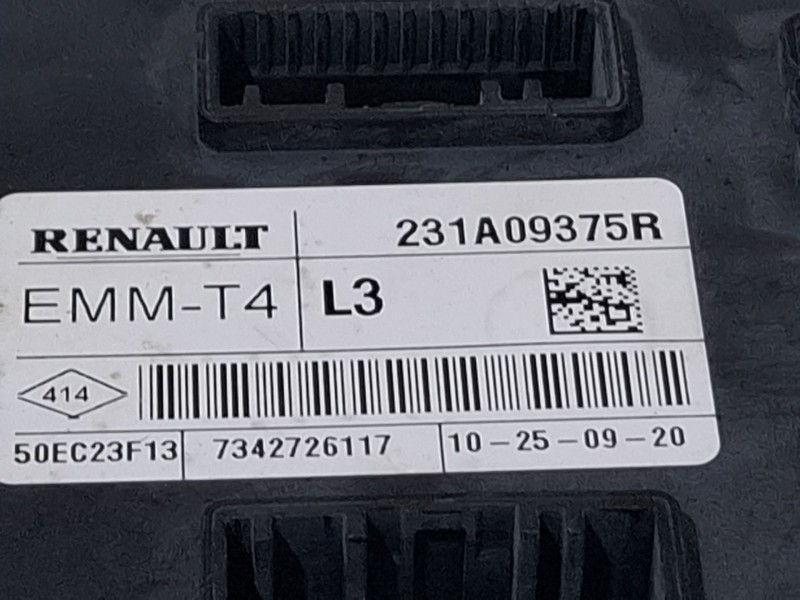 RENAULT 231A09375R
EMM-T4 L3
414
50EC23F13 7342726117 10-25-09-20